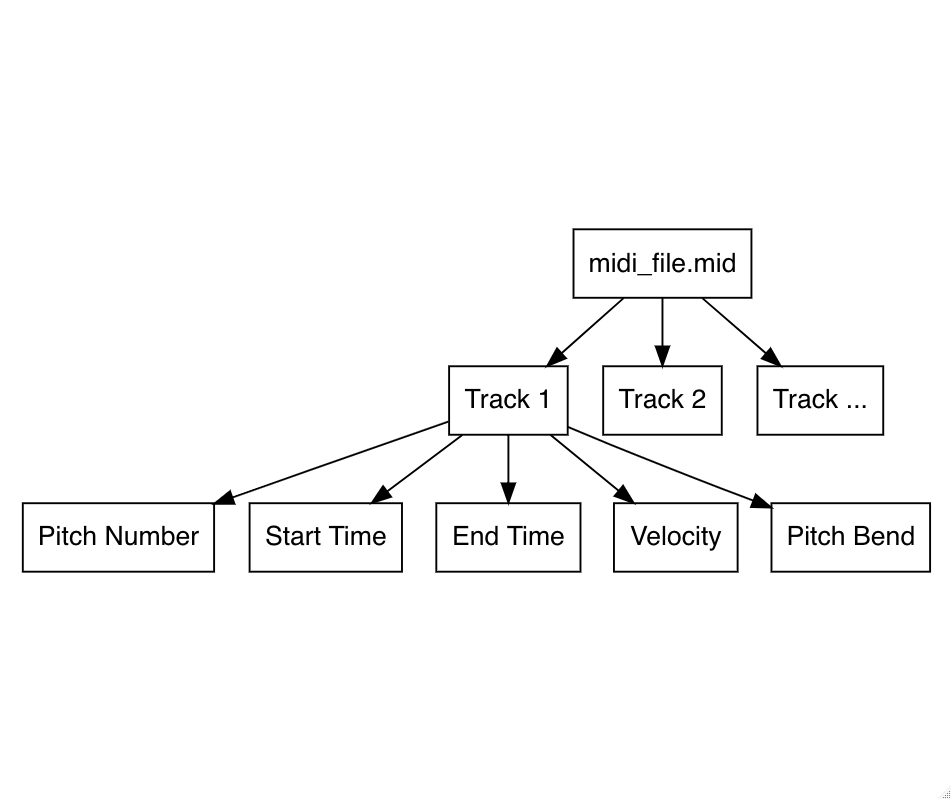 midi_file.mid
Track 1
Track 2
Track ...
Pitch Number
Start Time
End Time
Velocity
Pitch Bend